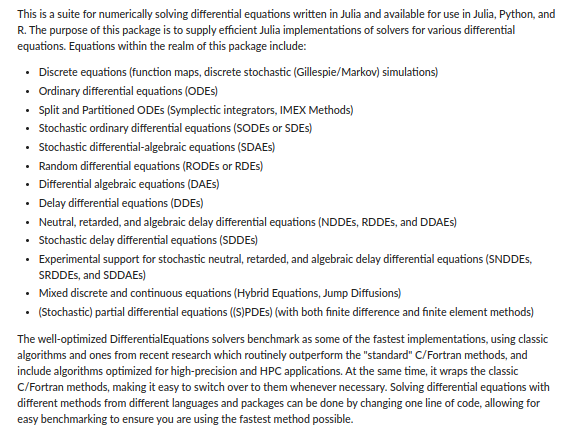 This is a suite for numerically solving differential equations written in Julia and available for use in Julia, Python, and
R. The purpose of this package is to supply efficient Julia implementations of solvers for various differential
equations. Equations within the realm of this package include:
• Discrete equations (function maps, discrete stochastic (Gillespie/Markov) simulations)
• Ordinary differential equations (ODEs)
• Split and Partitioned ODEs (Symplectic integrators, IMEX Methods)
• Stochastic ordinary differential equations (SODEs or SDEs)
• Stochastic differential-algebraic equations (SDAEs)
• Random differential equations (RODEs or RDEs)
• Differential algebraic equations (DAEs)
• Delay differential equations (DDEs)
• Neutral, retarded, and algebraic delay differential equations (NDDEs, RDDEs, and DDAEs)
• Stochastic delay differential equations (SDDEs)
• Experimental support for stochastic neutral, retarded, and algebraic delay differential equations (SNDDEs,
SRDDEs, and SDDAEs)
• Mixed discrete and continuous equations (Hybrid Equations, Jump Diffusions)
• (Stochastic) partial differential equations ((S)PDEs) (with both finite difference and finite element methods)
The well-optimized DifferentialEquations solvers benchmark as some of the fastest implementations, using classic
algorithms and ones from recent research which routinely outperform the "standard" C/Fortran methods, and
include algorithms optimized for high-precision and HPC applications. At the same time, it wraps the classic
C/Fortran methods, making it easy to switch over to them whenever necessary. Solving differential equations with
different methods from different languages and packages can be done by changing one line of code, allowing for
easy benchmarking to ensure you are using the fastest method possible.